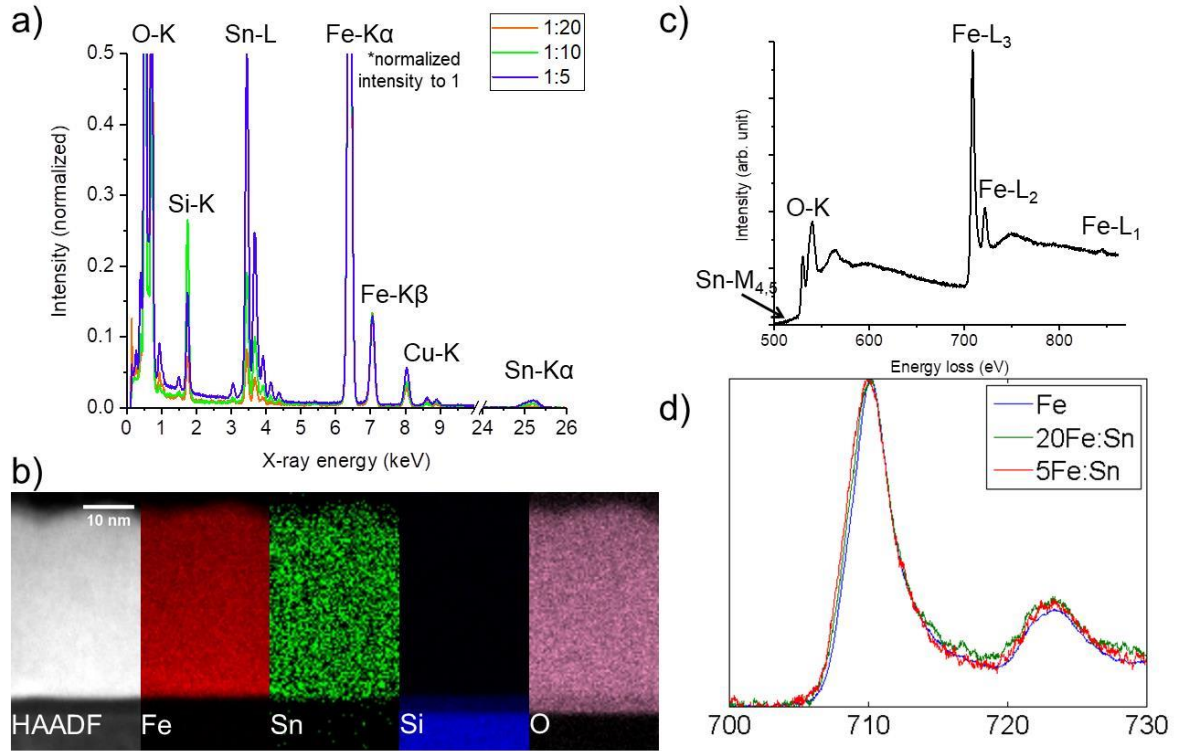 a)
O-K
Sn-L
Fe-Kα
*normalized
intensity to 1
1:20
1:10
1:5
Si-K
Fe-Kβ
Cu-K
Sn-Kα
Intensity (normalized)
0.5
0.4
0.3
0.2
0.1
0.0
0 1 2 3 4 5 6 7 8 9 24 25 26
X-ray energy (keV)
b)
10 nm
HAADF Fe Sn Si O
c)
Fe-L3
Fe-L2
O-K
Fe-L1
Sn-M4,5
Intensity (arb. unit)
500 600 700 800
Energy loss (eV)
d)
Fe
20Fe:Sn
5Fe:Sn
700 710 720 730